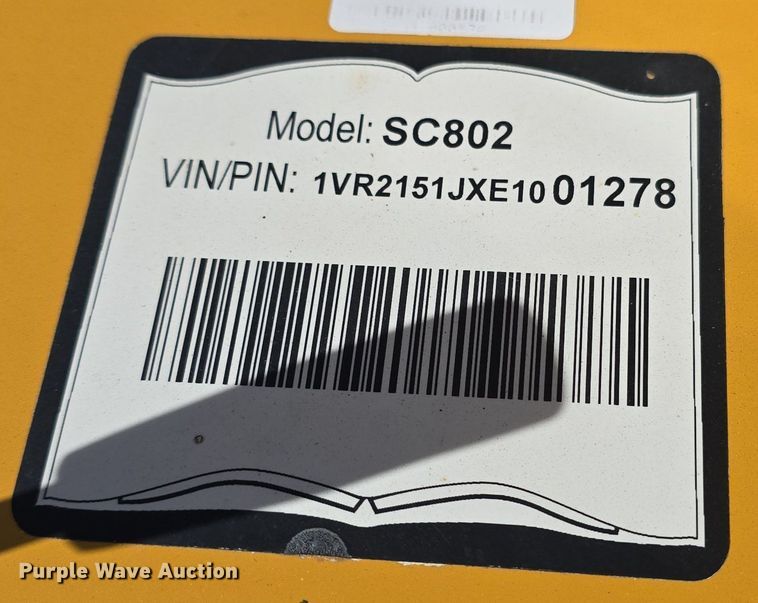 Model: SC802
VIN/PIN: 1VR2151JXE1001278
Purple Wave Auction